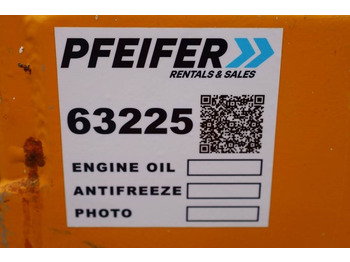 PFEIFER
RENTALS & SALES
63225
ENGINE OIL
ANTIFREEZE
PHOTO